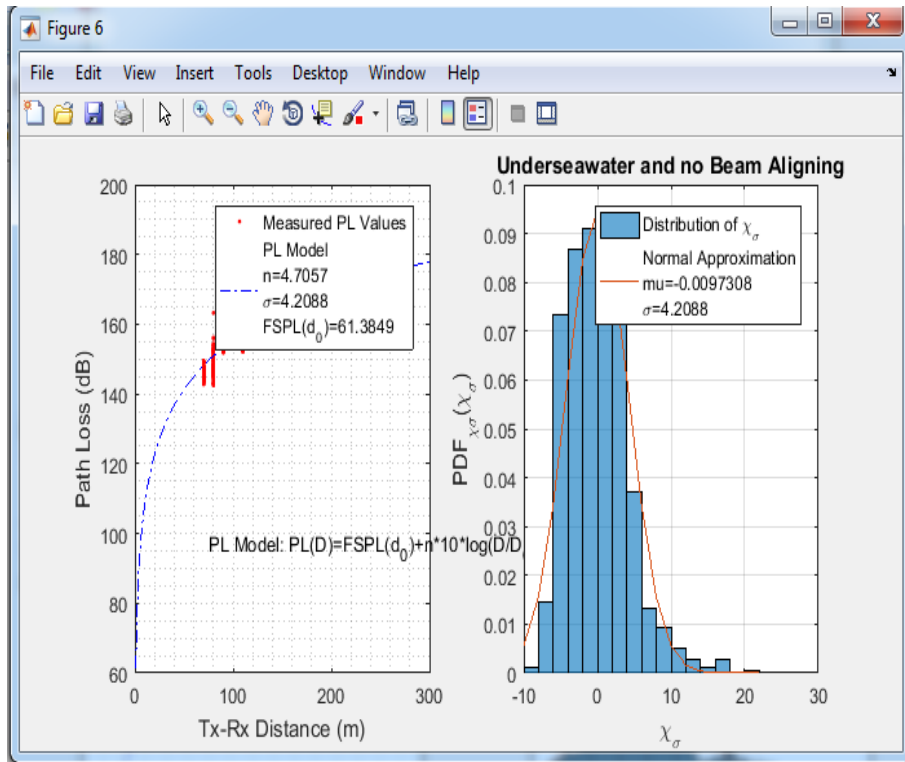 Figure 6
File Edit View Insert Tools Desktop Window Help
200
180
160
140
120
100
80
60
0
100
200
300
Path Loss (dB)
Tx-Rx Distance (m)
Measured PL Values
PL Model
n=4.7057
σ=4.2088
FSPL(d₀)=61.3849
PL Model: PL(D)=FSPL(d₀)+n*10*log(D/D
Underseawater and no Beam Aligning
0.1
0.09
0.08
0.07
0.06
0.05
0.04
0.03
0.02
0.01
0
-10
0
10
20
30
PDF_χσ(χ_σ)
χ_σ
Distribution of χ_σ
Normal Approximation
mu=-0.0097308
σ=4.2088